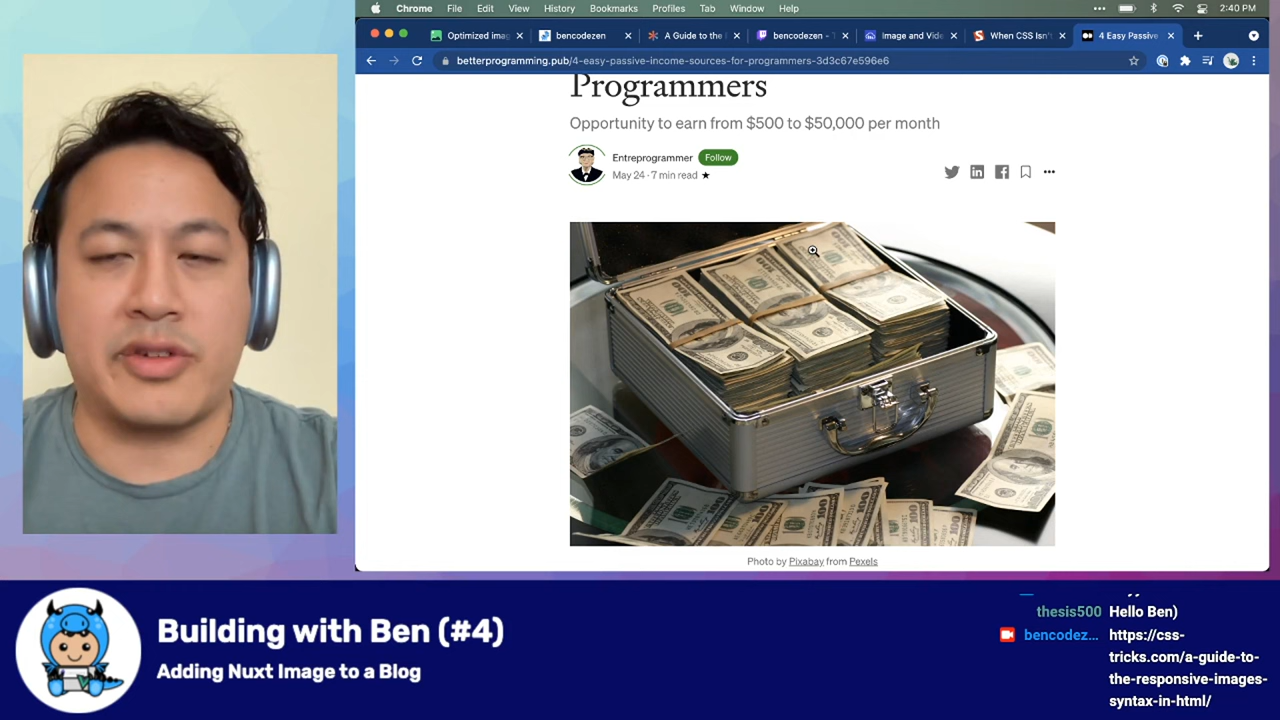 Chrome File Edit View History Bookmarks Profiles Tab Window Help 2:40 PM
Optimized imag
bencodezen
A Guide to the
bencodezen - T
Image and Vide
When CSS Isn'
4 Easy Passive
betterprogramming.pub/4-easy-passive-income-sources-for-programmers-3d3c67e596e6
Programmers
Opportunity to earn from $500 to $50,000 per month
Entreprogrammer Follow
May 24 · 7 min read ★
Photo by Pixabay from Pexels
Building with Ben (#4)
Adding Nuxt Image to a Blog
thesis500 Hello Ben)
bencodez... https://css-
tricks.com/a-guide-to-
the-responsive-images-
syntax-in-html/